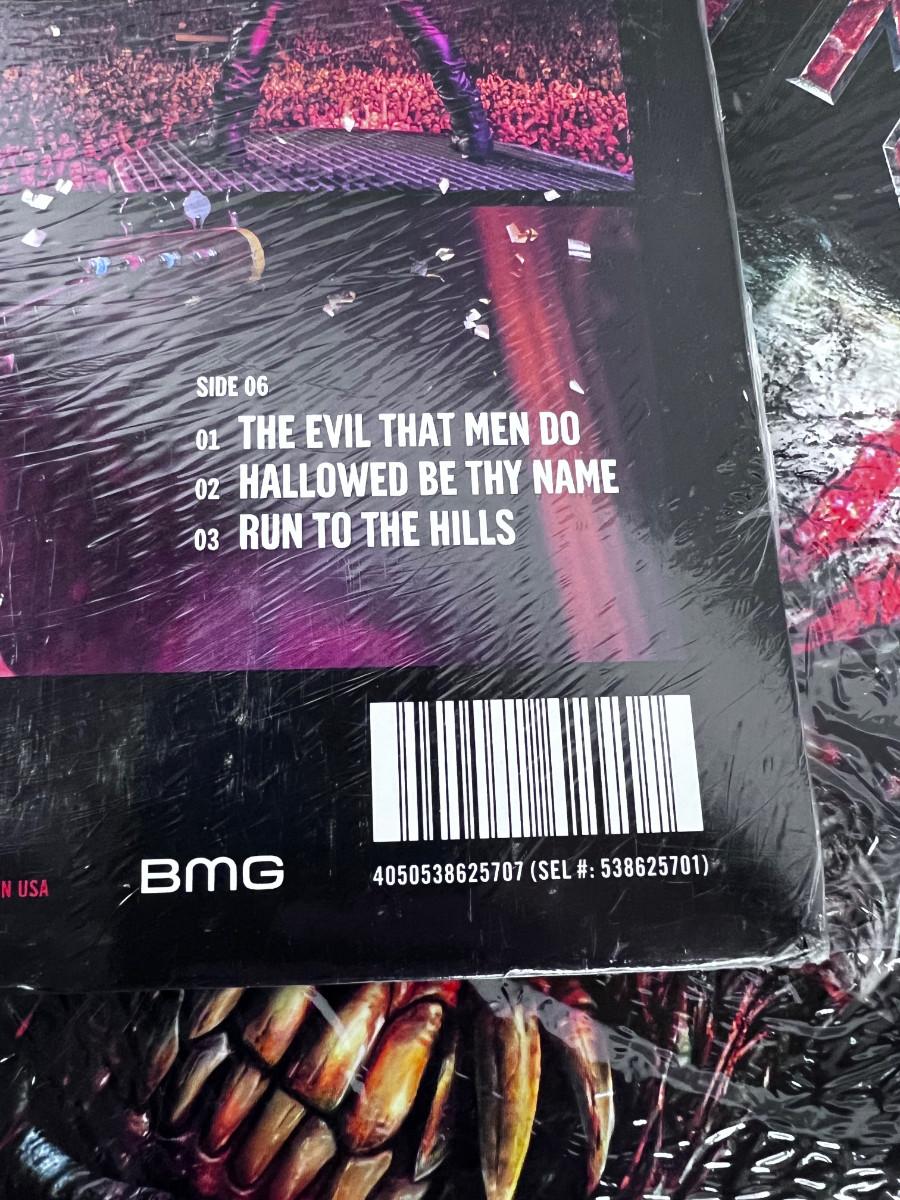 SIDE 06
01 THE EVIL THAT MEN DO
02 HALLOWED BE THY NAME
03 RUN TO THE HILLS
BMG
4050538625707 (SEL #: 538625701)
N USA